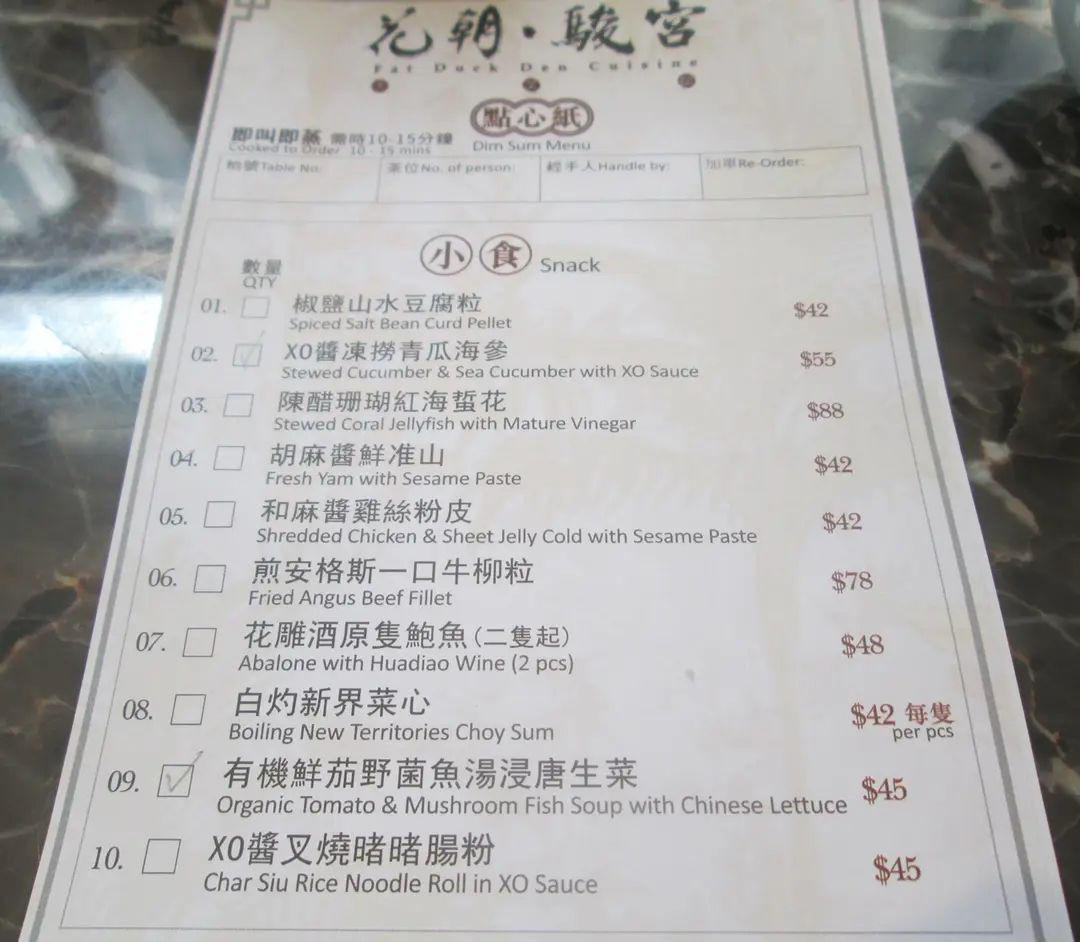 花朝·駿宮
Fat Duck Den Cuisine
點心紙
即叫即蒸 需時10-15分鐘
Cooked to Order 10 - 15 mins
Dim Sum Menu
檯號Table No:
茶位No. of person:
經手人Handle by:
加單Re-Order:
小食 Snack
數量
QTY
01. 椒鹽山水豆腐粒 $42
Spiced Salt Bean Curd Pellet
02. XO醬凍撈青瓜海參 $55
Stewed Cucumber & Sea Cucumber with XO Sauce
03. 陳醋珊瑚紅海蜇花 $88
Stewed Coral Jellyfish with Mature Vinegar
04. 胡麻醬鮮准山 $42
Fresh Yam with Sesame Paste
05. 和麻醬雞絲粉皮 $42
Shredded Chicken & Sheet Jelly Cold with Sesame Paste
06. 煎安格斯一口牛柳粒 $78
Fried Angus Beef Fillet
07. 花雕酒原隻鮑魚(二隻起) $48
Abalone with Huadiao Wine (2 pcs)
08. 白灼新界菜心 $42 每隻
Boiling New Territories Choy Sum per pcs
09. 有機鮮茄野菌魚湯浸唐生菜 $45
Organic Tomato & Mushroom Fish Soup with Chinese Lettuce
10. XO醬叉燒啫啫腸粉 $45
Char Siu Rice Noodle Roll in XO Sauce